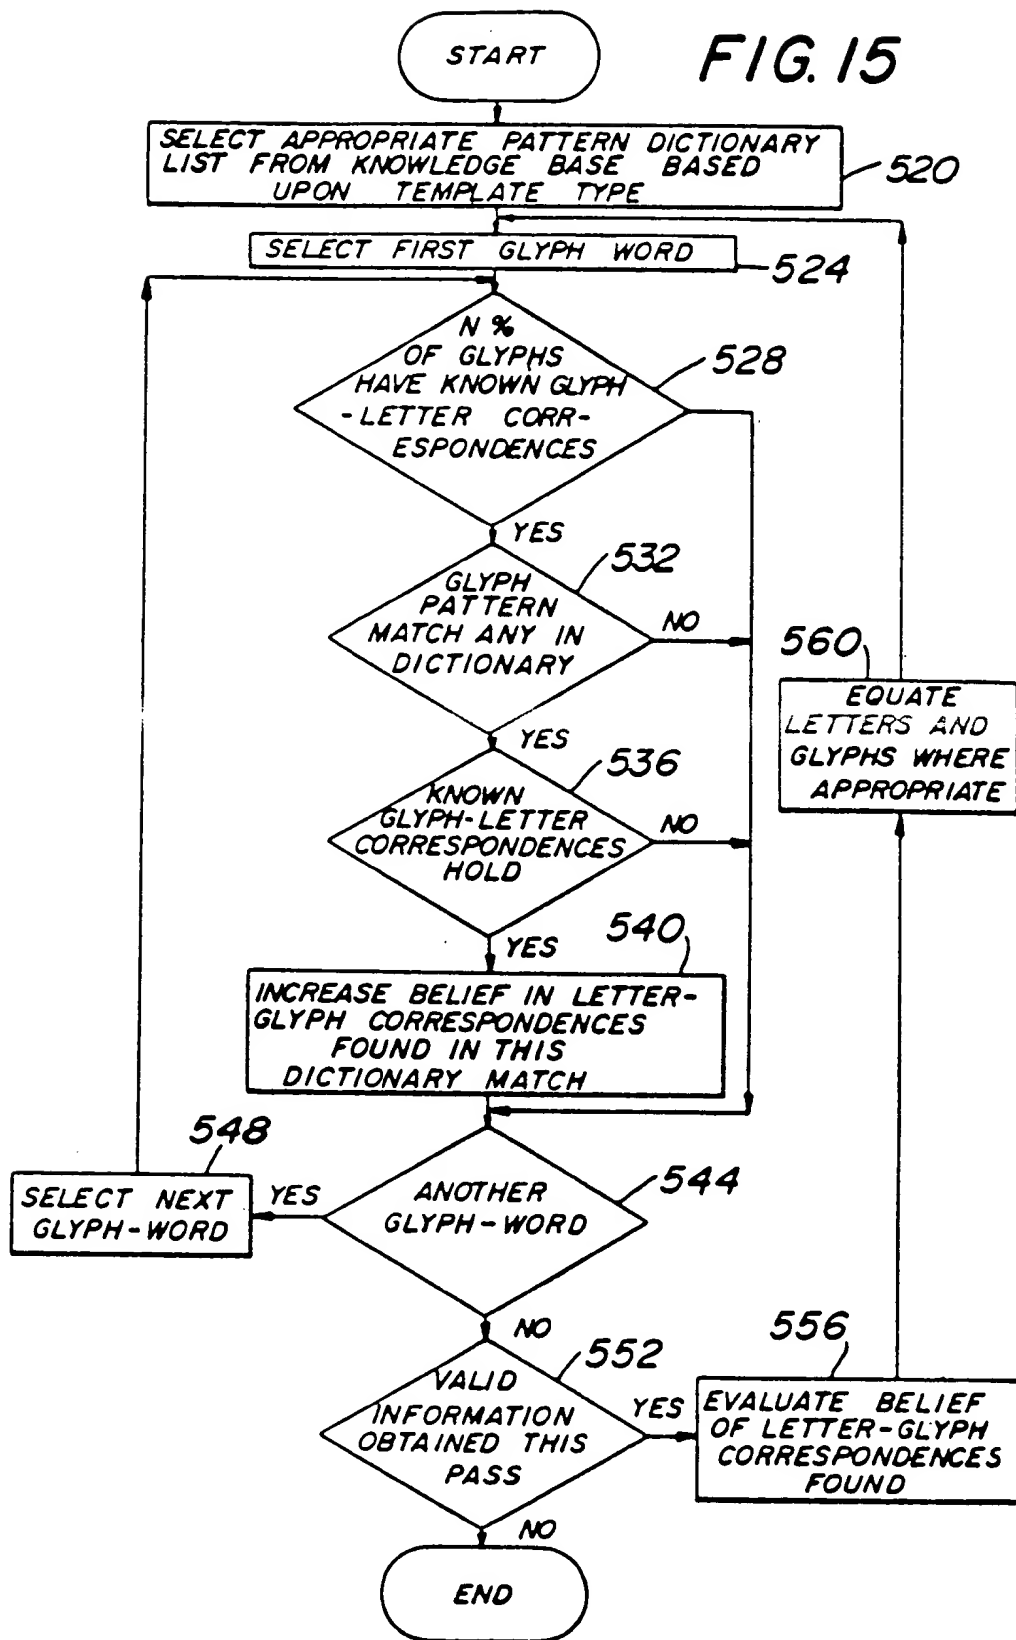 START
FIG. 15
SELECT APPROPRIATE PATTERN DICTIONARY
LIST FROM KNOWLEDGE BASE BASED
UPON TEMPLATE TYPE
520
SELECT FIRST GLYPH WORD
524
N %
OF GLYPHS
HAVE KNOWN GLYPH
-LETTER CORR-
ESPONDENCES
528
YES
532
GLYPH
PATTERN
MATCH ANY IN
DICTIONARY
NO
560
EQUATE
LETTERS AND
GLYPHS WHERE
APPROPRIATE
YES
536
KNOWN
GLYPH-LETTER
CORRESPONDENCES
HOLD
NO
YES
540
INCREASE BELIEF IN LETTER-
GLYPH CORRESPONDENCES
FOUND IN THIS
DICTIONARY MATCH
548
SELECT NEXT
GLYPH-WORD
YES
ANOTHER
GLYPH-WORD
544
NO
552
VALID
INFORMATION
OBTAINED THIS
PASS
YES
556
EVALUATE BELIEF
OF LETTER-GLYPH
CORRESPONDENCES
FOUND
NO
END